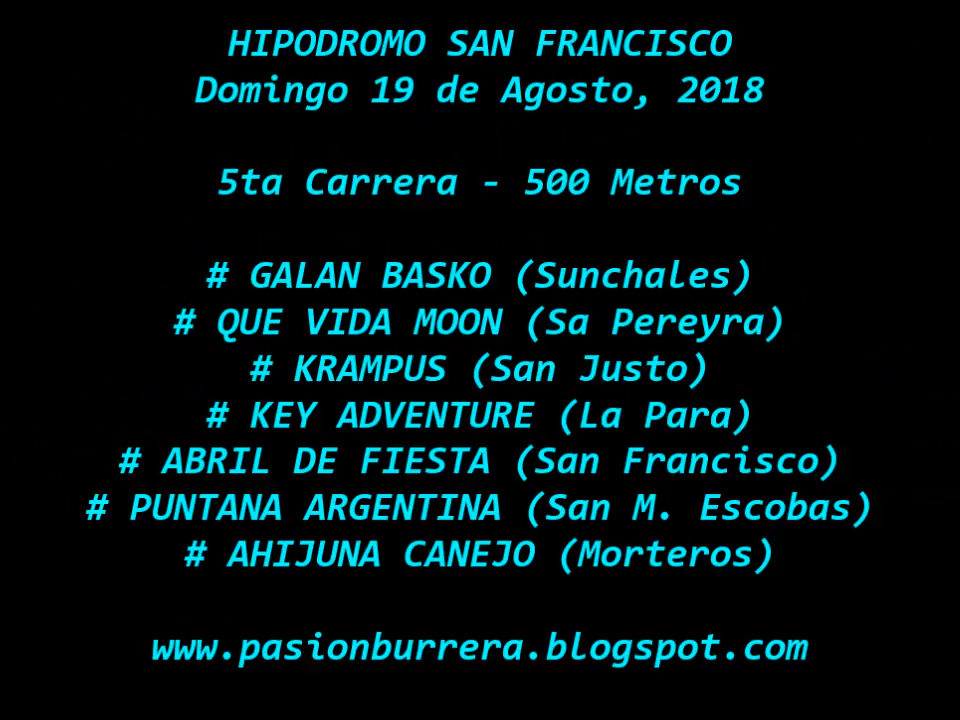 HIPODROMO SAN FRANCISCO
Domingo 19 de Agosto, 2018
5ta Carrera - 500 Metros
# GALAN BASKO (Sunchales)
# QUE VIDA MOON (Sa Pereyra)
# KRAMPUS (San Justo)
# KEY ADVENTURE (La Para)
# ABRIL DE FIESTA (San Francisco)
# PUNTANA ARGENTINA (San M. Escobas)
# AHIJUNA CANEJO (Morteros)
www.pasionburrera.blogspot.com